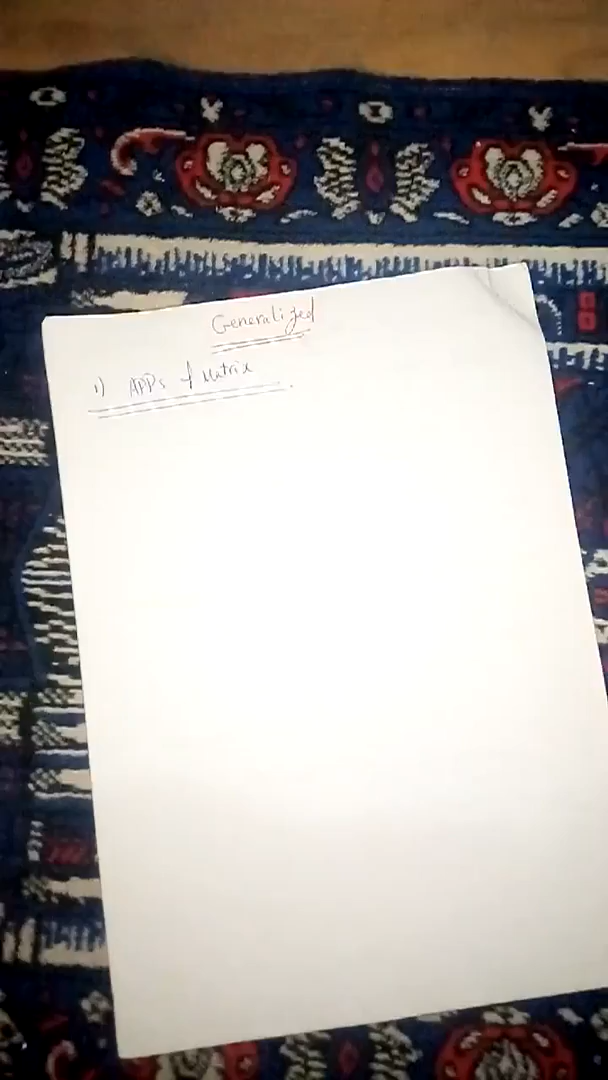 Generalized
1) APPs of Matrix